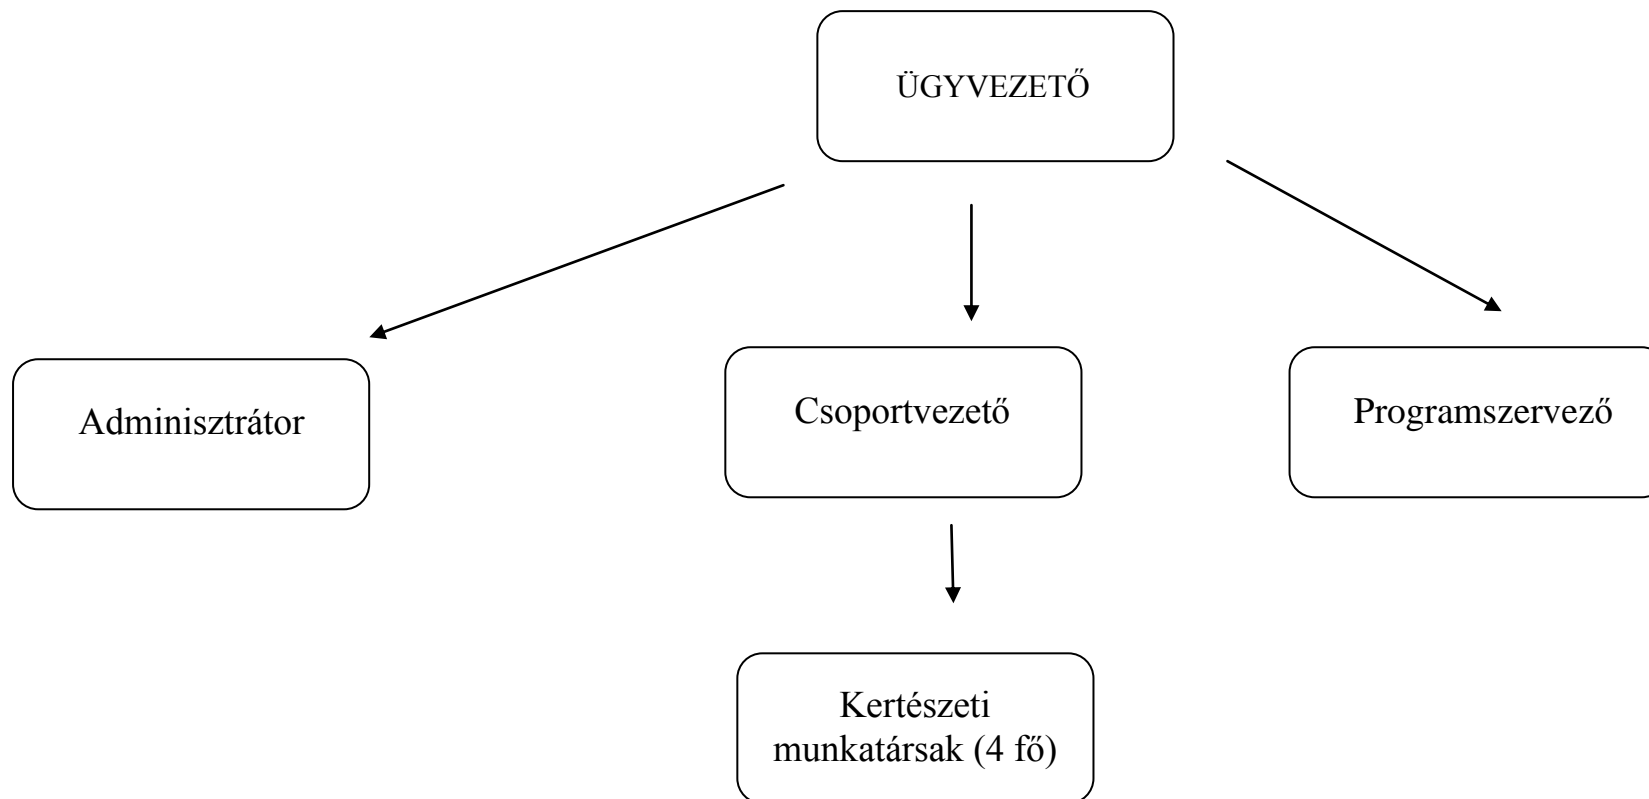 ÜGYVEZETŐ
Adminisztrátor
Csoportvezető
Programszervező
Kertészeti
munkatársak (4 fő)